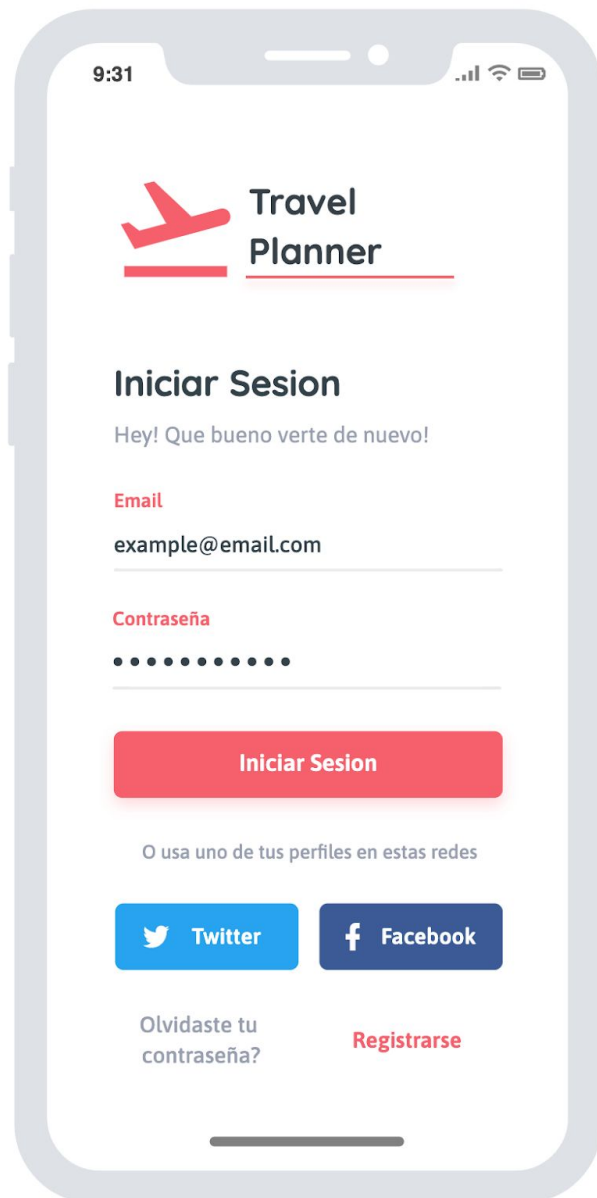 9:31
Travel
Planner
Iniciar Sesion
Hey! Que bueno verte de nuevo!
Email
example@email.com
Contraseña
Iniciar Sesion
O usa uno de tus perfiles en estas redes
Twitter
Facebook
Olvidaste tu
contraseña?
Registrarse